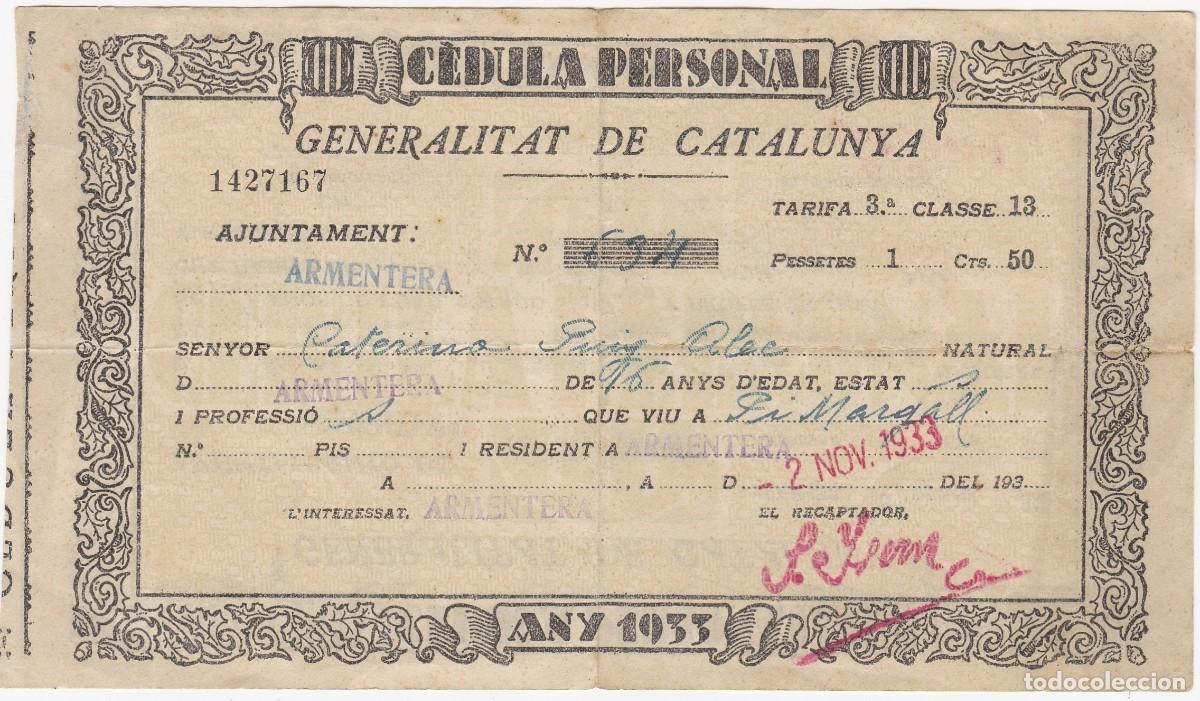 CÈDULA PERSONAL
GENERALITAT DE CATALUNYA
1427167
TARIFA 3.ª CLASSE 13
AJUNTAMENT:
N.º 634
PESSETES 1 CTS. 50
ARMENTERA
SENYOR Caterina Puig NATURAL
D ARMENTERA DE ANYS D'EDAT, ESTAT S
I PROFESSIÓ S QUE VIU A Pi Margall
N.º PIS I RESIDENT A ARMENTERA
- 2 NOV. 1933
A , A D DEL 193
L'INTERESSAT, ARMENTERA EL RECAPTADOR,
ANY 1933
todocoleccion